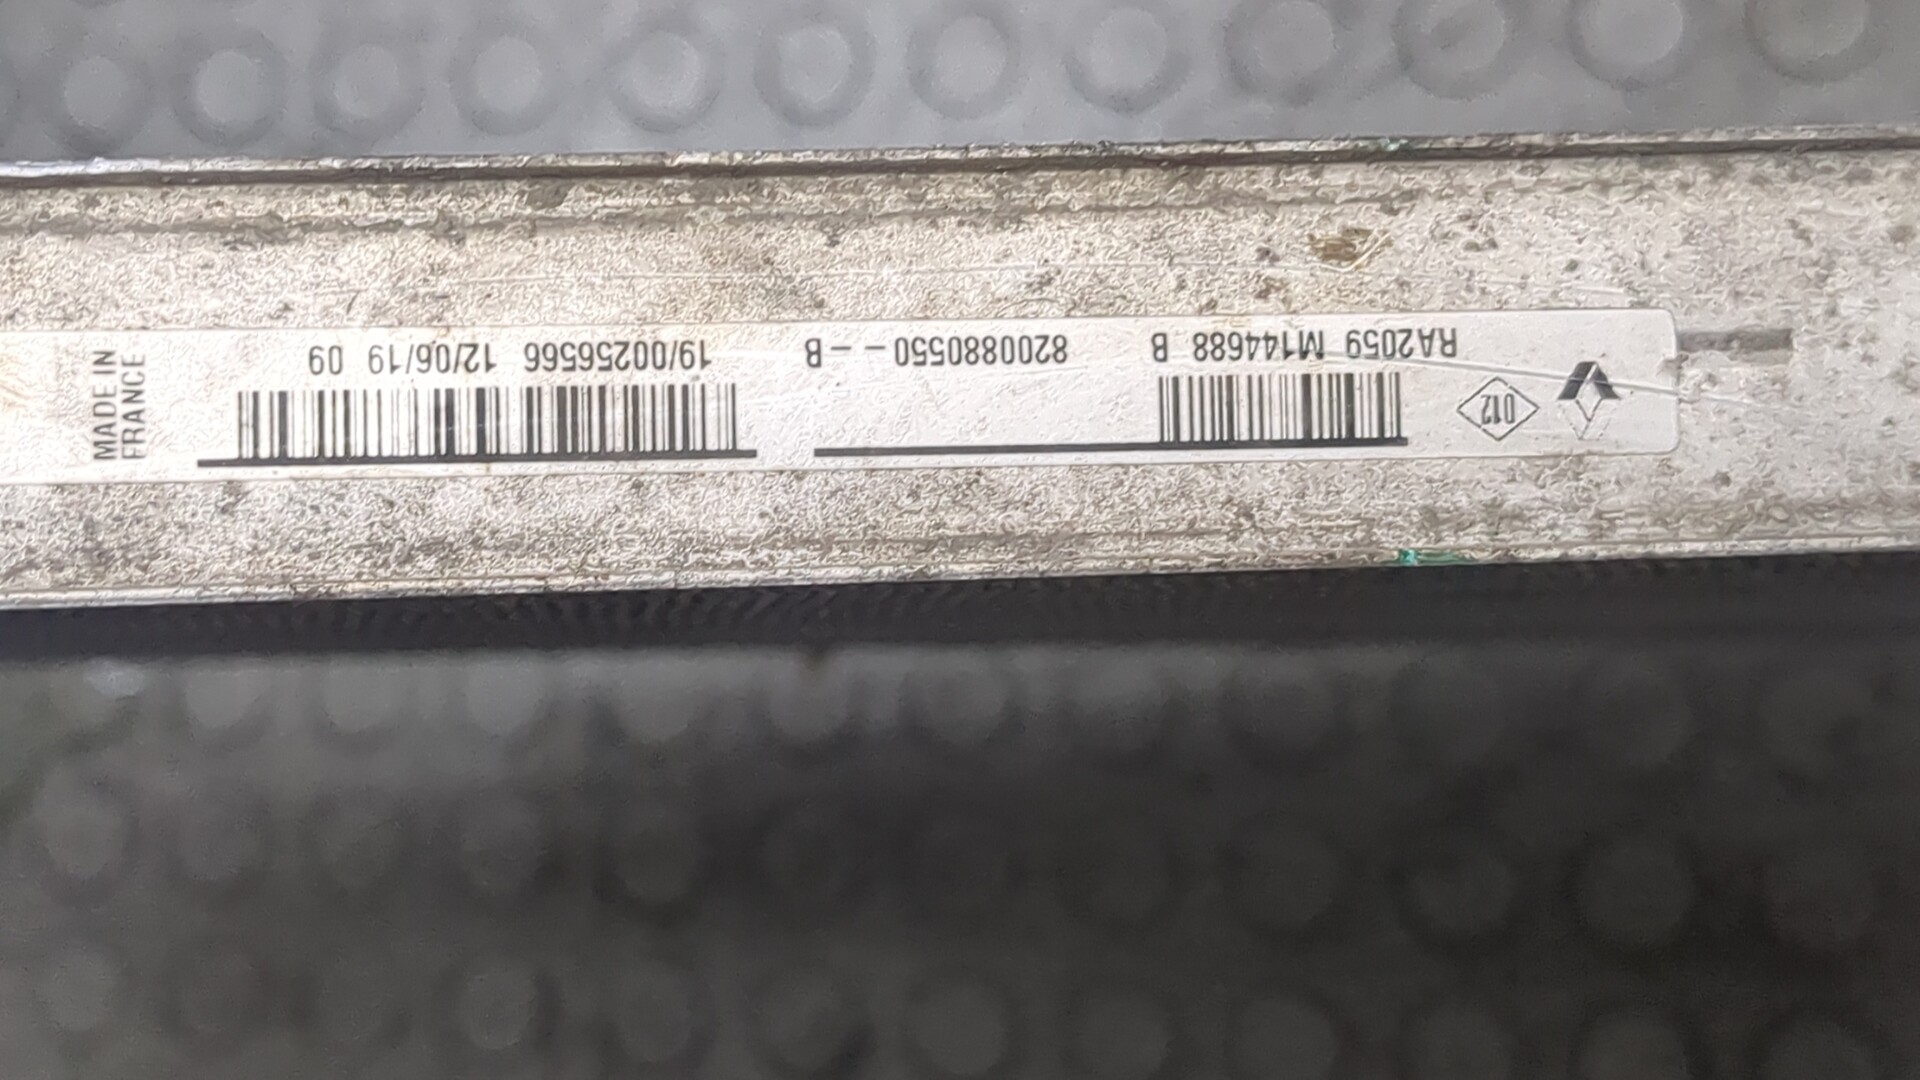 012
RA2059 M144688 B
8200880550 - - B
19/00256566 12/06/19 09
MADE IN
FRANCE